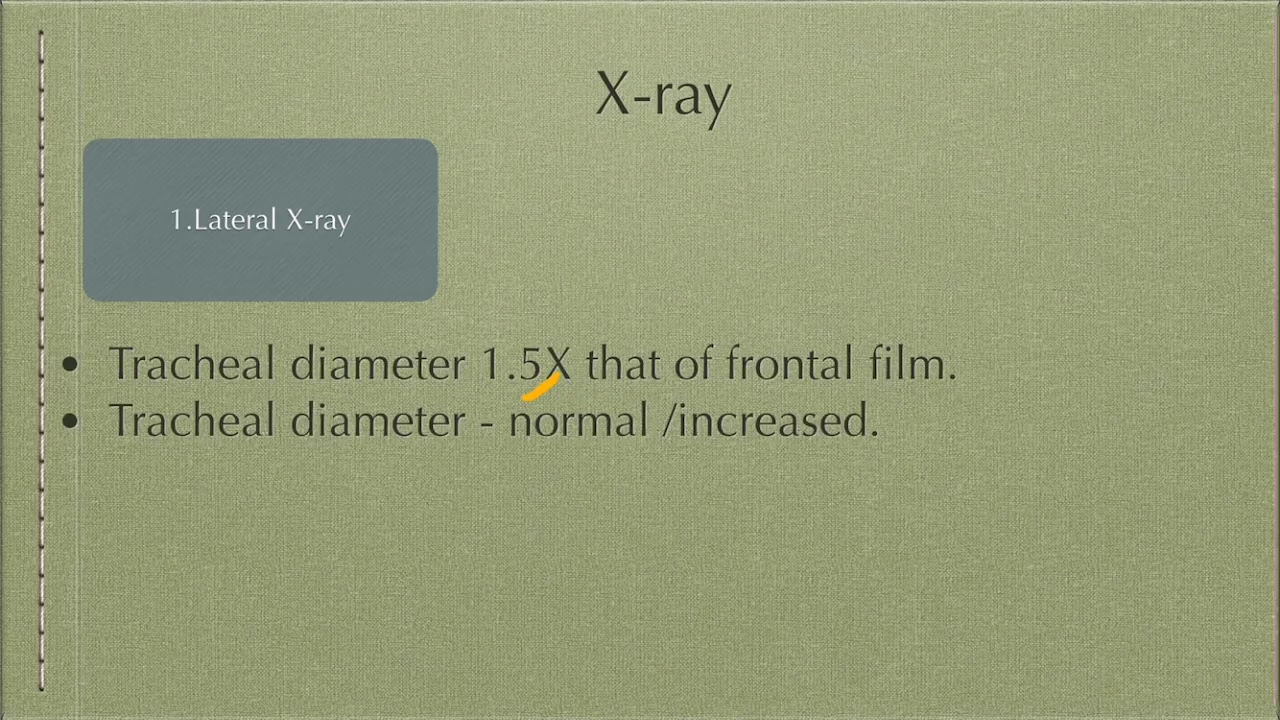 X-ray
1.Lateral X-ray
• Tracheal diameter 1.5X that of frontal film.
• Tracheal diameter - normal /increased.